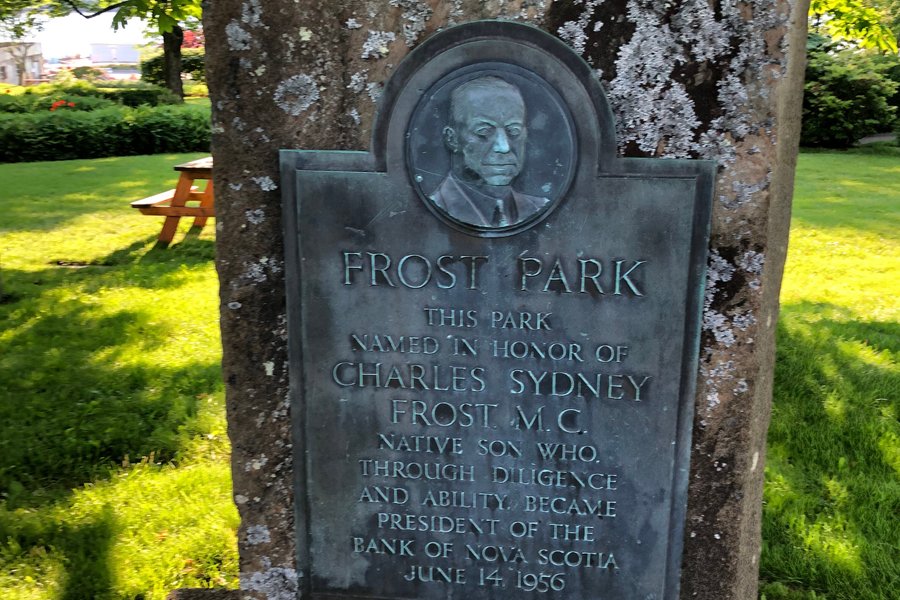 FROST PARK
THIS PARK
NAMED IN HONOR OF
CHARLES SYDNEY
FROST, M.C.
NATIVE SON WHO,
THROUGH DILIGENCE
AND ABILITY, BECAME
PRESIDENT OF THE
BANK OF NOVA SCOTIA
JUNE 14, 1956